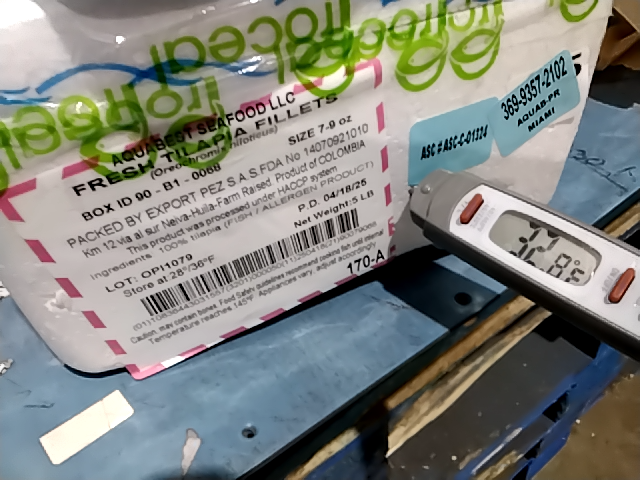 AQUABEST SEAFOOD LLC
FRESH TILAPIA FILLETS
(Oreochromis niloticus)
SIZE 7-9 oz
BOX ID 90 - B1 - 0068
PACKED BY EXPORT PEZ S.A.S.FDA No 14070921010
Km 12 via al sur Neiva-Huila-Farm Raised. Product of COLOMBIA
This product was processed under HACCP system
Ingredients: 100% tilapia (FISH / ALLERGEN PRODUCT)
P.D. 04/18/25
Net Weight: 5 LB
LOT: OPI1079
Store at 28°/36°F
170-A
Caution, may contain bones. Food Safety guidelines recommend cooking fish until internal
Temperature reaches 145°F. Appliances vary, adjust accordingly
ASC # ASC-C-01224
369-9357-2102
AQUAB-PR
MIAMI